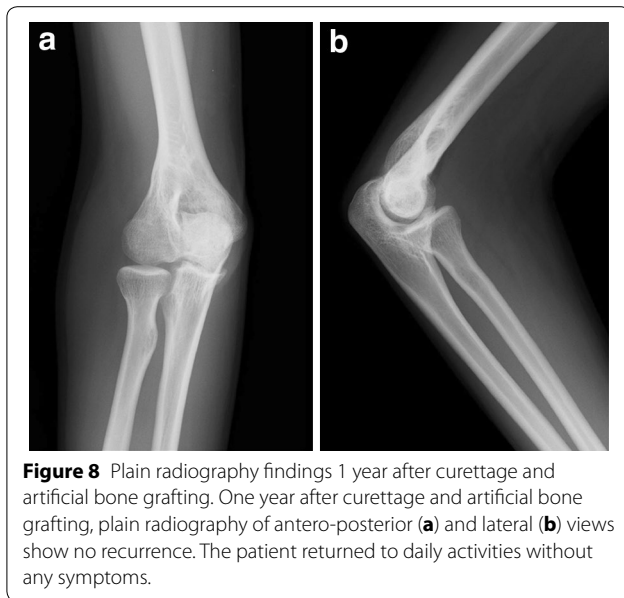 a
b
Figure 8 Plain radiography findings 1 year after curettage and
artificial bone grafting. One year after curettage and artificial bone
grafting, plain radiography of antero-posterior (a) and lateral (b) views
show no recurrence. The patient returned to daily activities without
any symptoms.